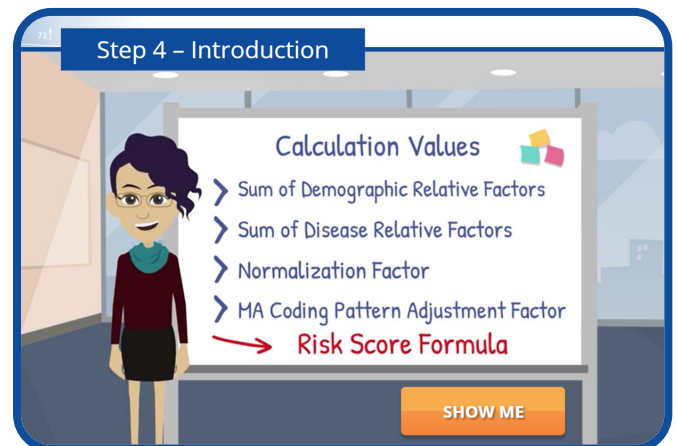 n!
Step 4 – Introduction
Calculation Values
Sum of Demographic Relative Factors
Sum of Disease Relative Factors
Normalization Factor
MA Coding Pattern Adjustment Factor
Risk Score Formula
SHOW ME